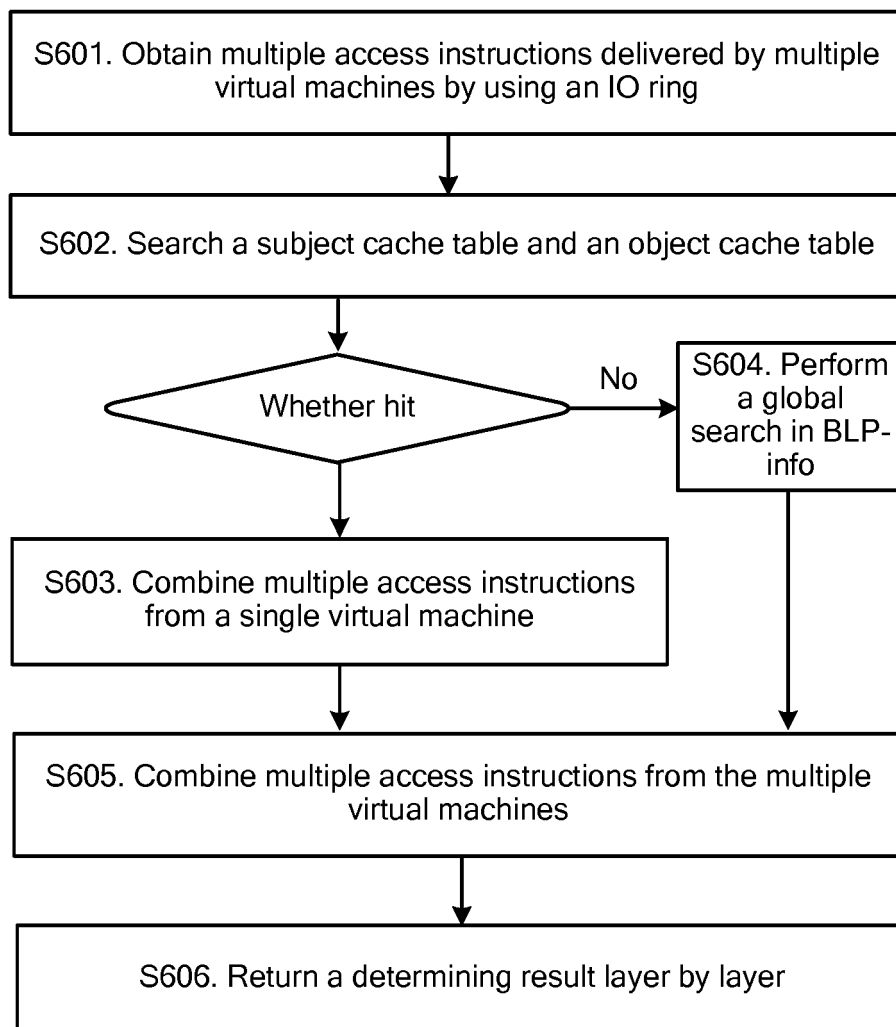 S601. Obtain multiple access instructions delivered by multiple
virtual machines by using an IO ring
S602. Search a subject cache table and an object cache table
Whether hit
No
S604. Perform
a global
search in BLP-
info
S603. Combine multiple access instructions
from a single virtual machine
S605. Combine multiple access instructions from the multiple
virtual machines
S606. Return a determining result layer by layer